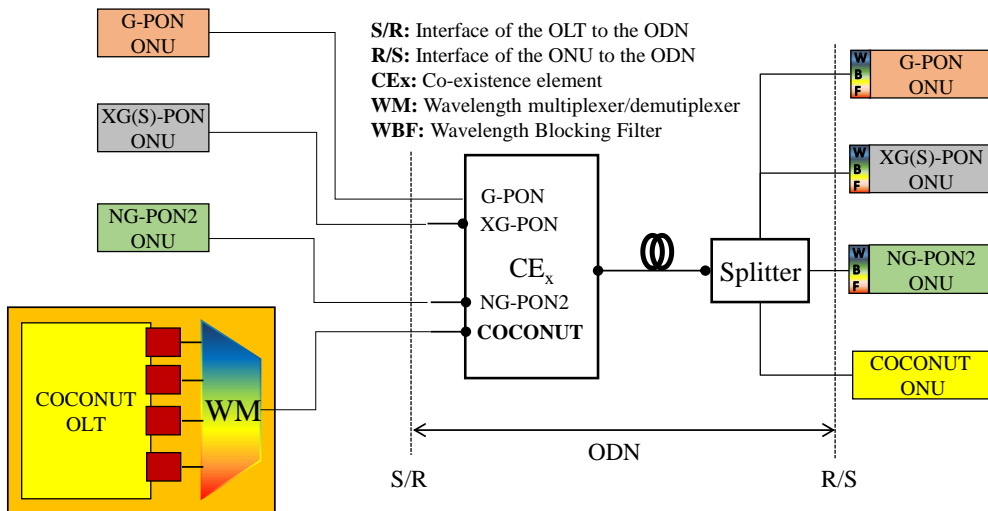 G-PON
ONU
XG(S)-PON
ONU
NG-PON2
ONU
COCONUT
OLT
WM
S/R: Interface of the OLT to the ODN
R/S: Interface of the ONU to the ODN
CEx: Co-existence element
WM: Wavelength multiplexer/demutiplexer
WBF: Wavelength Blocking Filter
G-PON
XG-PON
CEx
NG-PON2
COCONUT
Splitter
W
B
F
G-PON
ONU
W
B
F
XG(S)-PON
ONU
W
B
F
NG-PON2
ONU
COCONUT
ONU
ODN
S/R
R/S